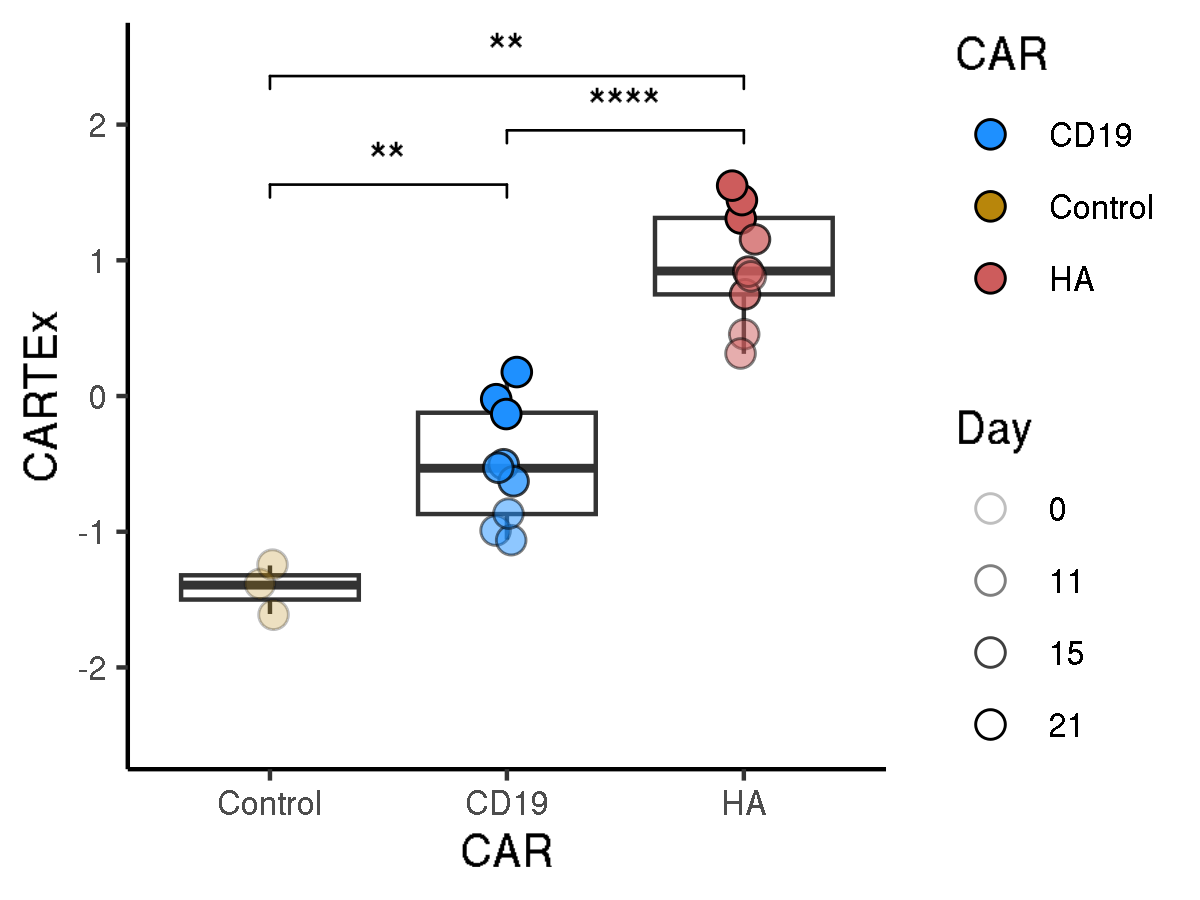 **
****
**
2
1
0
-1
-2
CARTEx
Control
CD19
HA
CAR
CAR
CD19
Control
HA
Day
0
11
15
21